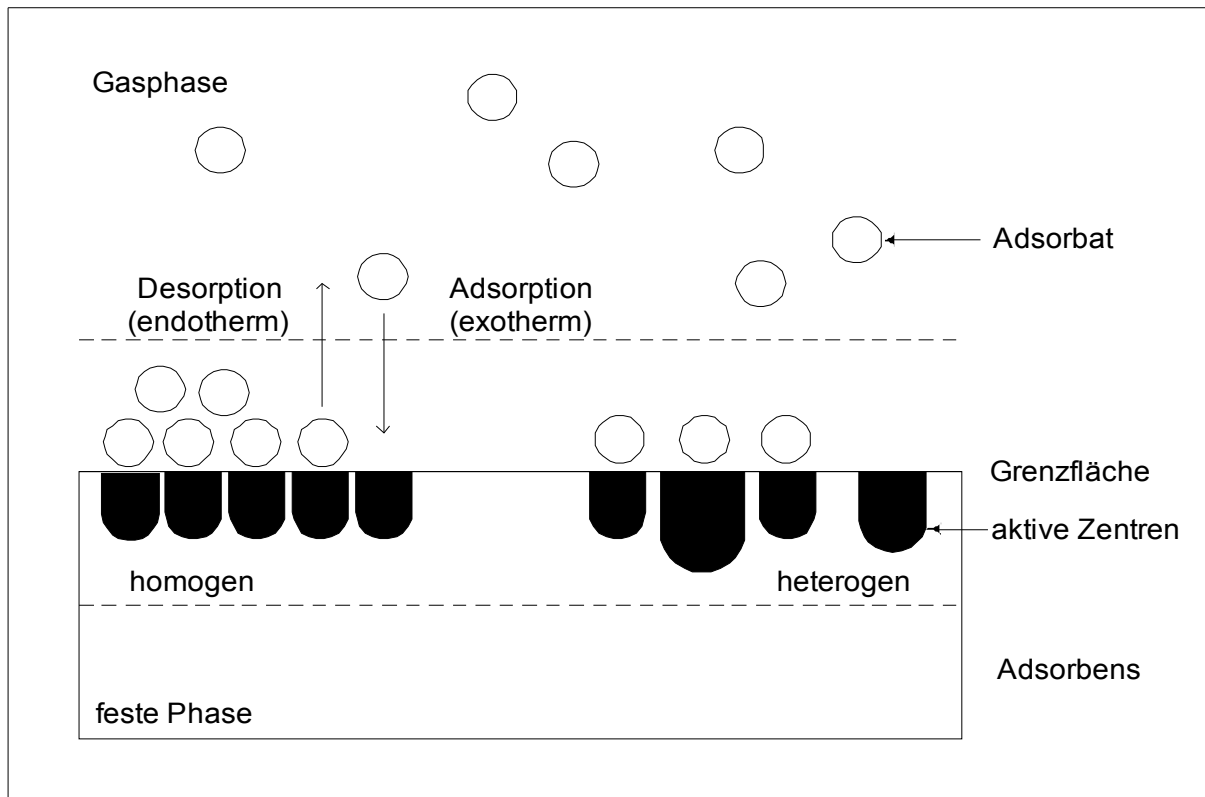 Gasphase
Adsorbat
Desorption
(endotherm)
Adsorption
(exotherm)
Grenzfläche
aktive Zentren
homogen
heterogen
Adsorbens
feste Phase